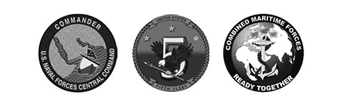 COMMANDER
U.S. NAVAL FORCES CENTRAL COMMAND
5
COMBINED MARITIME FORCES
READY TOGETHER